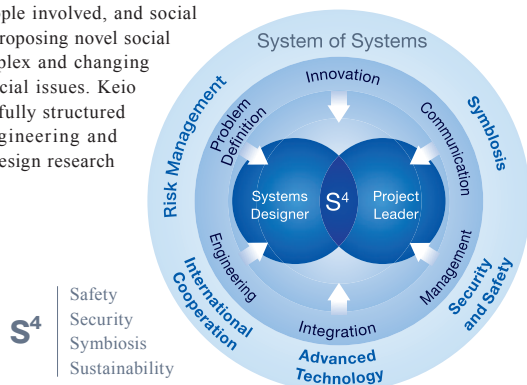 ople involved, and social
roposing novel social
plex and changing
cial issues. Keio
fully structured
gineering and
esign research
System of Systems
Innovation
Problem
Definition
Communication
Risk Management
Symbiosis
Systems
Designer
S⁴
Project
Leader
Engineering
Management
International
Cooperation
Security
and Safety
Integration
Advanced
Technology
S⁴
Safety
Security
Symbiosis
Sustainability